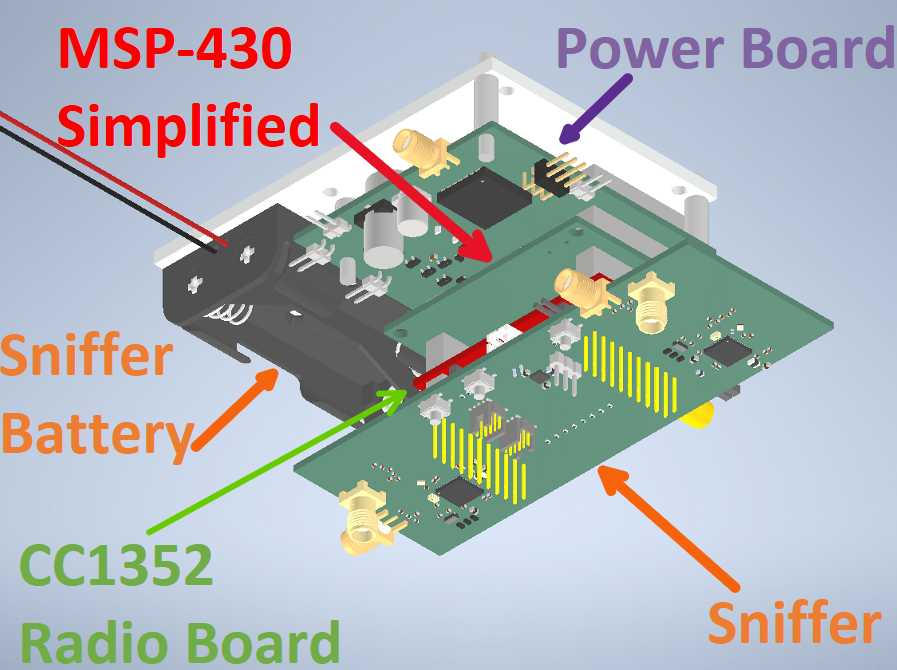 MSP-430
Simplified
Power Board
Sniffer
Battery
CC1352
Radio Board
Sniffer